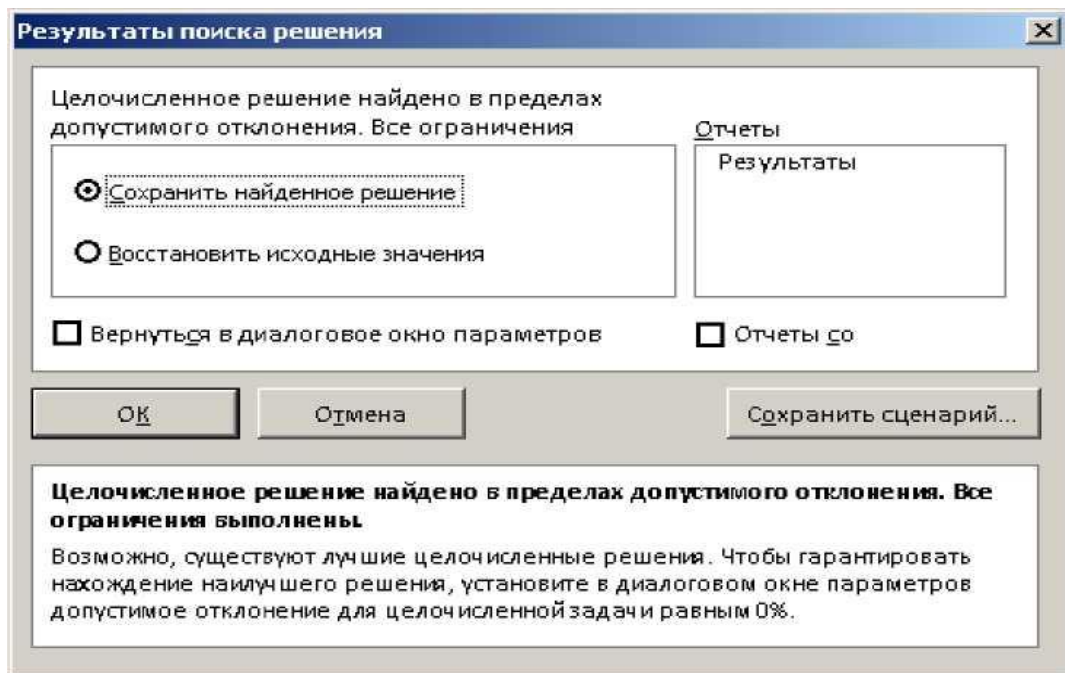 Результаты поиска решения
Целочисленное решение найдено в пределах
допустимого отклонения. Все ограничения
Отчеты
Результаты
Сохранить найденное решение
Восстановить исходные значения
Вернуться в диалоговое окно параметров
Отчеты со
ОК
Отмена
Сохранить сценарий...
Целочисленное решение найдено в пределах допустимого отклонения. Все
ограничения выполнены.
Возможно, существуют лучшие целочисленные решения. Чтобы гарантировать
нахождение наилучшего решения, установите в диалоговом окне параметров
допустимое отклонение для целочисленной задачи равным 0%.